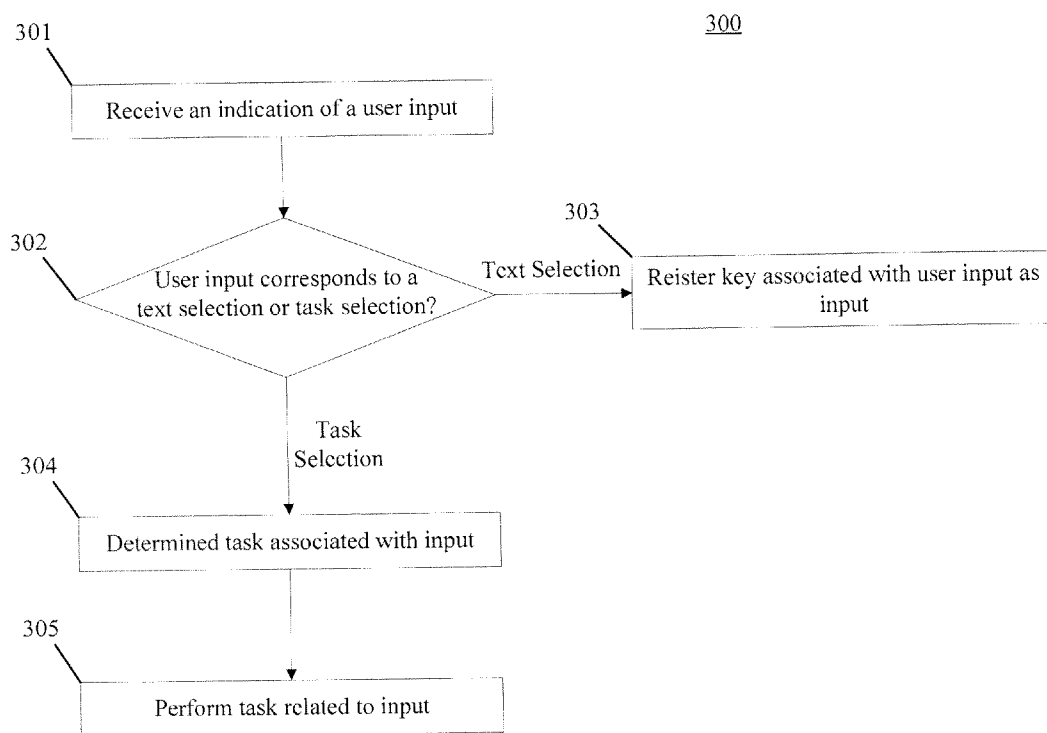 300
301
Receive an indication of a user input
302
User input corresponds to a
text selection or task selection?
Text Selection
303
Reister key associated with user input as
input
Task
Selection
304
Determined task associated with input
305
Perform task related to input